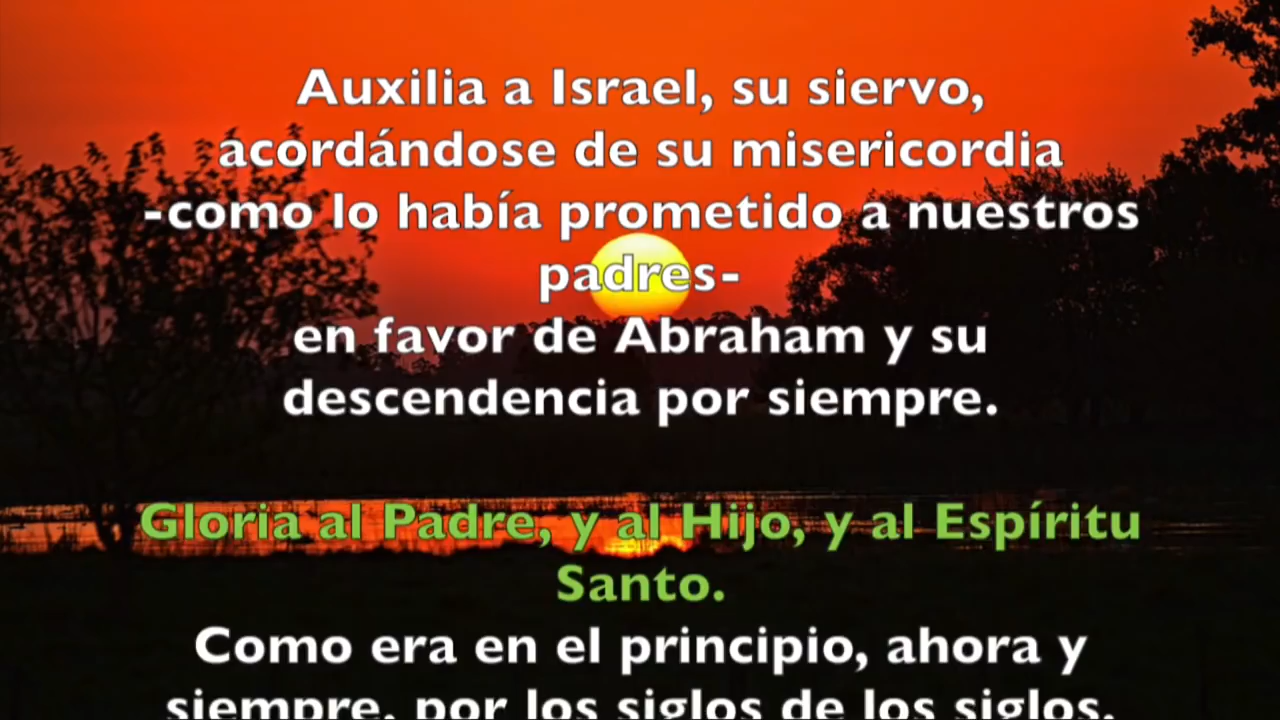 Auxilia a Israel, su siervo,
acordándose de su misericordia
-como lo había prometido a nuestros
padres-
en favor de Abraham y su
descendencia por siempre.
Gloria al Padre, y al Hijo, y al Espíritu
Santo.
Como era en el principio, ahora y
siempre, por los siglos de los siglos.